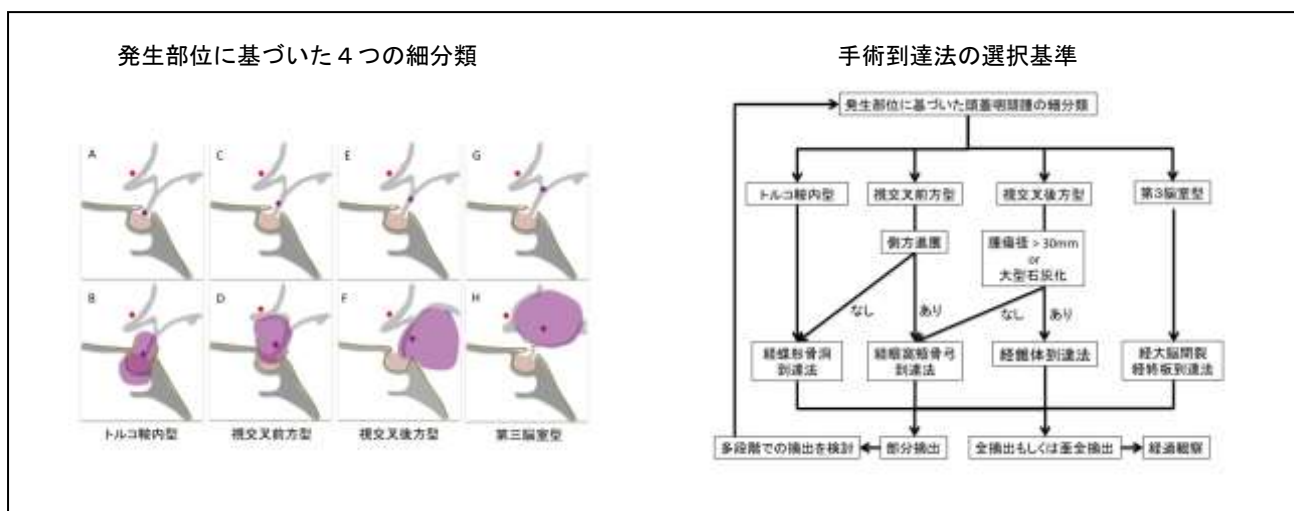 発生部位に基づいた４つの細分類
A
C
E
G
B
D
F
H
トルコ鞍内型
視交叉前方型
視交叉後方型
第三脳室型
手術到達法の選択基準
発生部位に基づいた頭蓋咽頭腫の細分類
トルコ鞍内型
視交叉前方型
視交叉後方型
第3脳室型
側方進展
腫瘍径＞30mm
or
大型石灰化
なし
あり
なし
あり
経蝶形骨洞
到達法
経眼窩頬骨弓
到達法
経錐体到達法
経大脳間裂
経終板到達法
多段階での摘出を検討
部分摘出
全摘出もしくは亜全摘出
経過観察